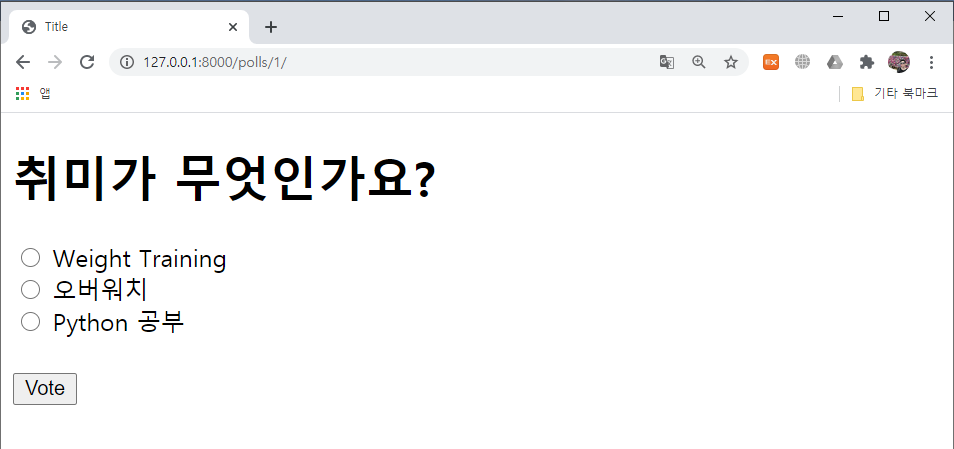 Title
127.0.0.1:8000/polls/1/
앱
기타 북마크
취미가 무엇인가요?
Weight Training
오버워치
Python 공부
Vote